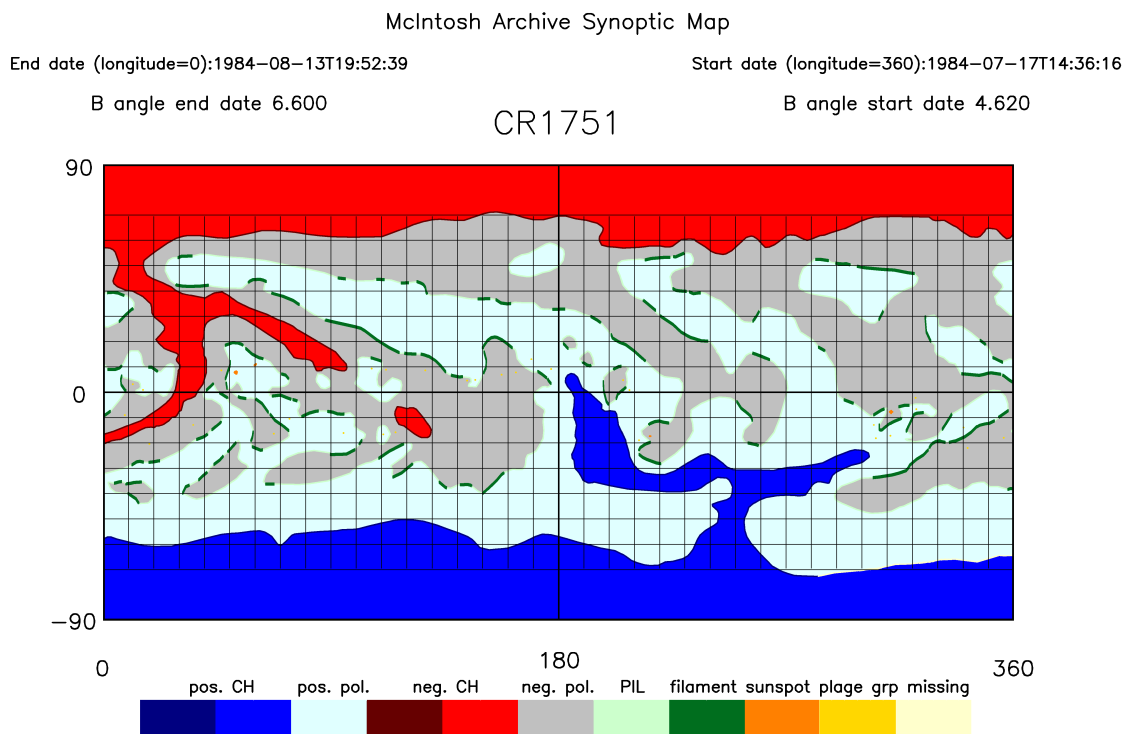 McIntosh Archive Synoptic Map
End date (longitude=0):1984-08-13T19:52:39 Start date (longitude=360):1984-07-17T14:36:16
B angle end date 6.600 B angle start date 4.620
CR1751
90
0
-90
0 180 360
pos. CH pos. pol. neg. CH neg. pol. PIL filament sunspot plage grp missing